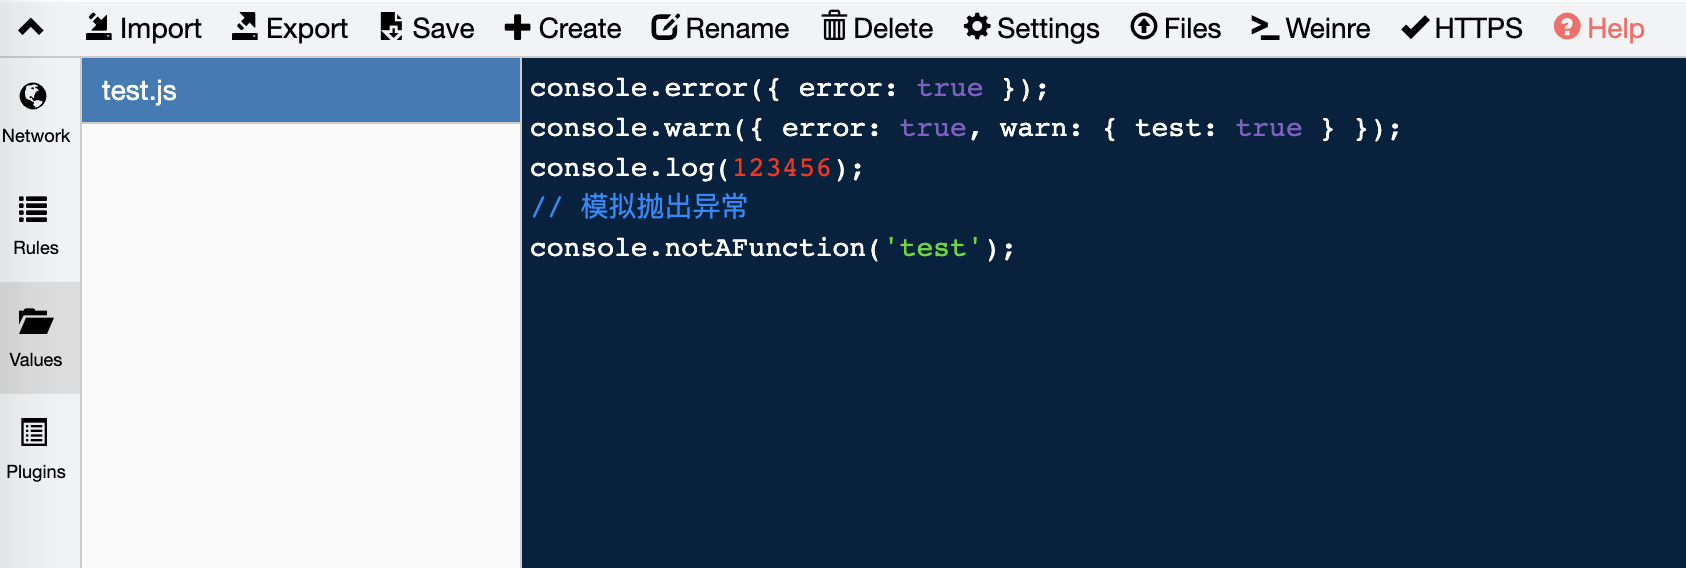 Import Export Save Create Rename Delete Settings Files Weinre HTTPS Help
Network
Rules
Values
Plugins
test.js
console.error({ error: true });
console.warn({ error: true, warn: { test: true } });
console.log(123456);
// 模拟抛出异常
console.notAFunction('test');